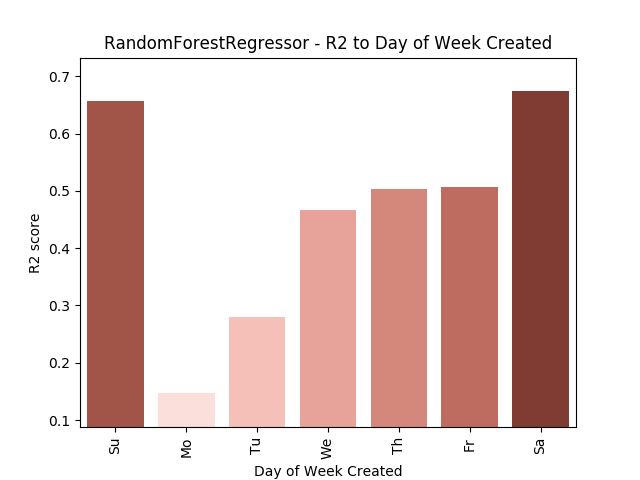 RandomForestRegressor - R2 to Day of Week Created
0.7
0.6
0.5
0.4
0.3
0.2
0.1
R2 score
Su
Mo
Tu
We
Th
Fr
Sa
Day of Week Created